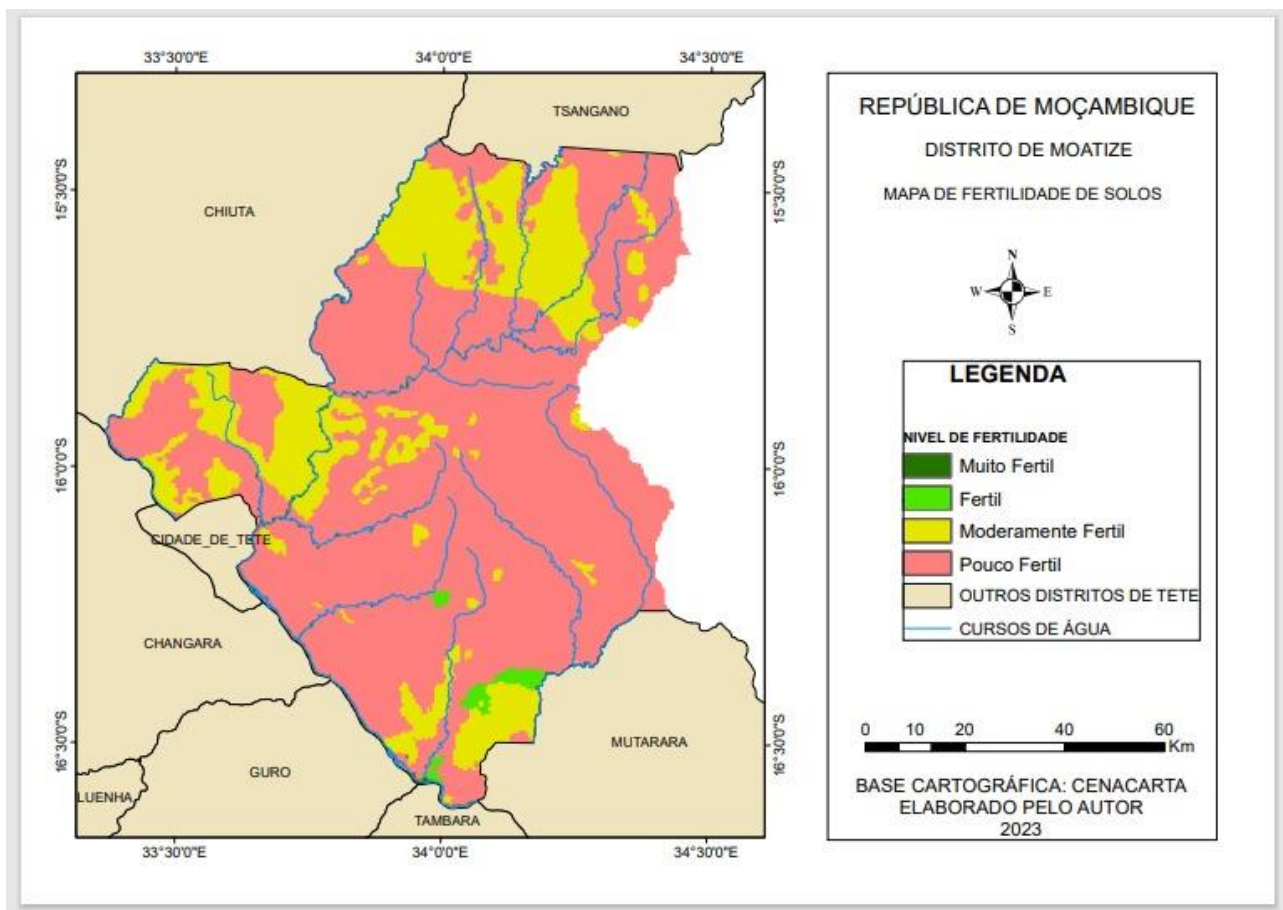 33°30'0"E
34°0'0"E
34°30'0"E
15°30'0"S
16°0'0"S
16°30'0"S
TSANGANO
CHIUTA
CIDADE_DE_TETE
CHANGARA
GURO
LUENHA
TAMBARA
MUTARARA
15°30'0"S
16°0'0"S
16°30'0"S
33°30'0"E
34°0'0"E
34°30'0"E
REPÚBLICA DE MOÇAMBIQUE
DISTRITO DE MOATIZE
MAPA DE FERTILIDADE DE SOLOS
N
W E
S
LEGENDA
NIVEL DE FERTILIDADE
Muito Fertil
Fertil
Moderamente Fertil
Pouco Fertil
OUTROS DISTRITOS DE TETE
CURSOS DE ÁGUA
0 10 20 40 60
Km
BASE CARTOGRÁFICA: CENACARTA
ELABORADO PELO AUTOR
2023